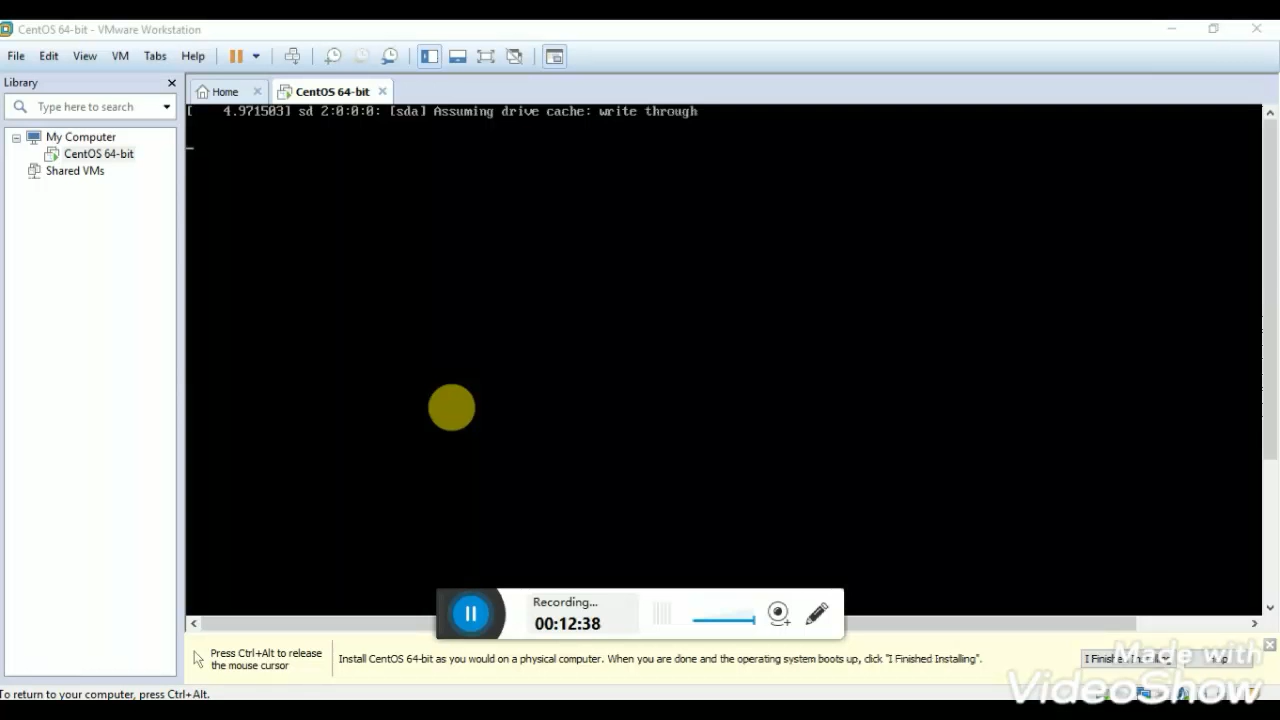 CentOS 64-bit - VMware Workstation
File Edit View VM Tabs Help
Library
Home
CentOS 64-bit
Type here to search
[ 4.971503] sd 2:0:0:0: [sda] Assuming drive cache: write through
My Computer
CentOS 64-bit
Shared VMs
Recording...
00:12:38
Press Ctrl+Alt to release
the mouse cursor
Install CentOS 64-bit as you would on a physical computer. When you are done and the operating system boots up, click "I Finished Installing".
I Finished Installing
Made with
VideoShow
To return to your computer, press Ctrl+Alt.